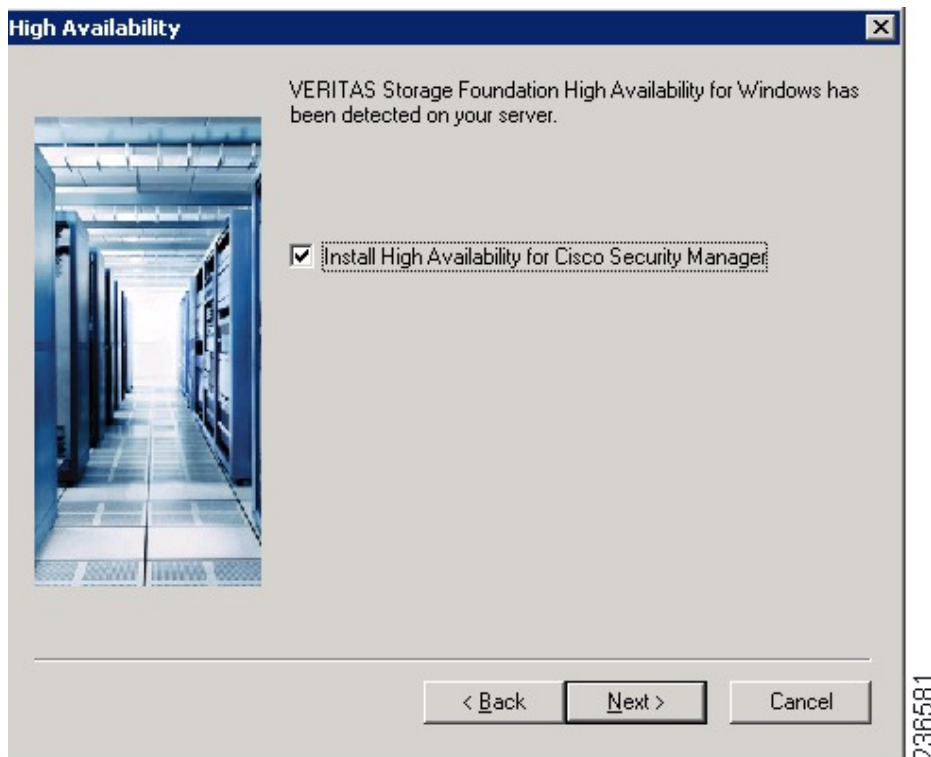 High Availability
VERITAS Storage Foundation High Availability for Windows has
been detected on your server.
Install High Availability for Cisco Security Manager
< Back
Next >
Cancel
236581